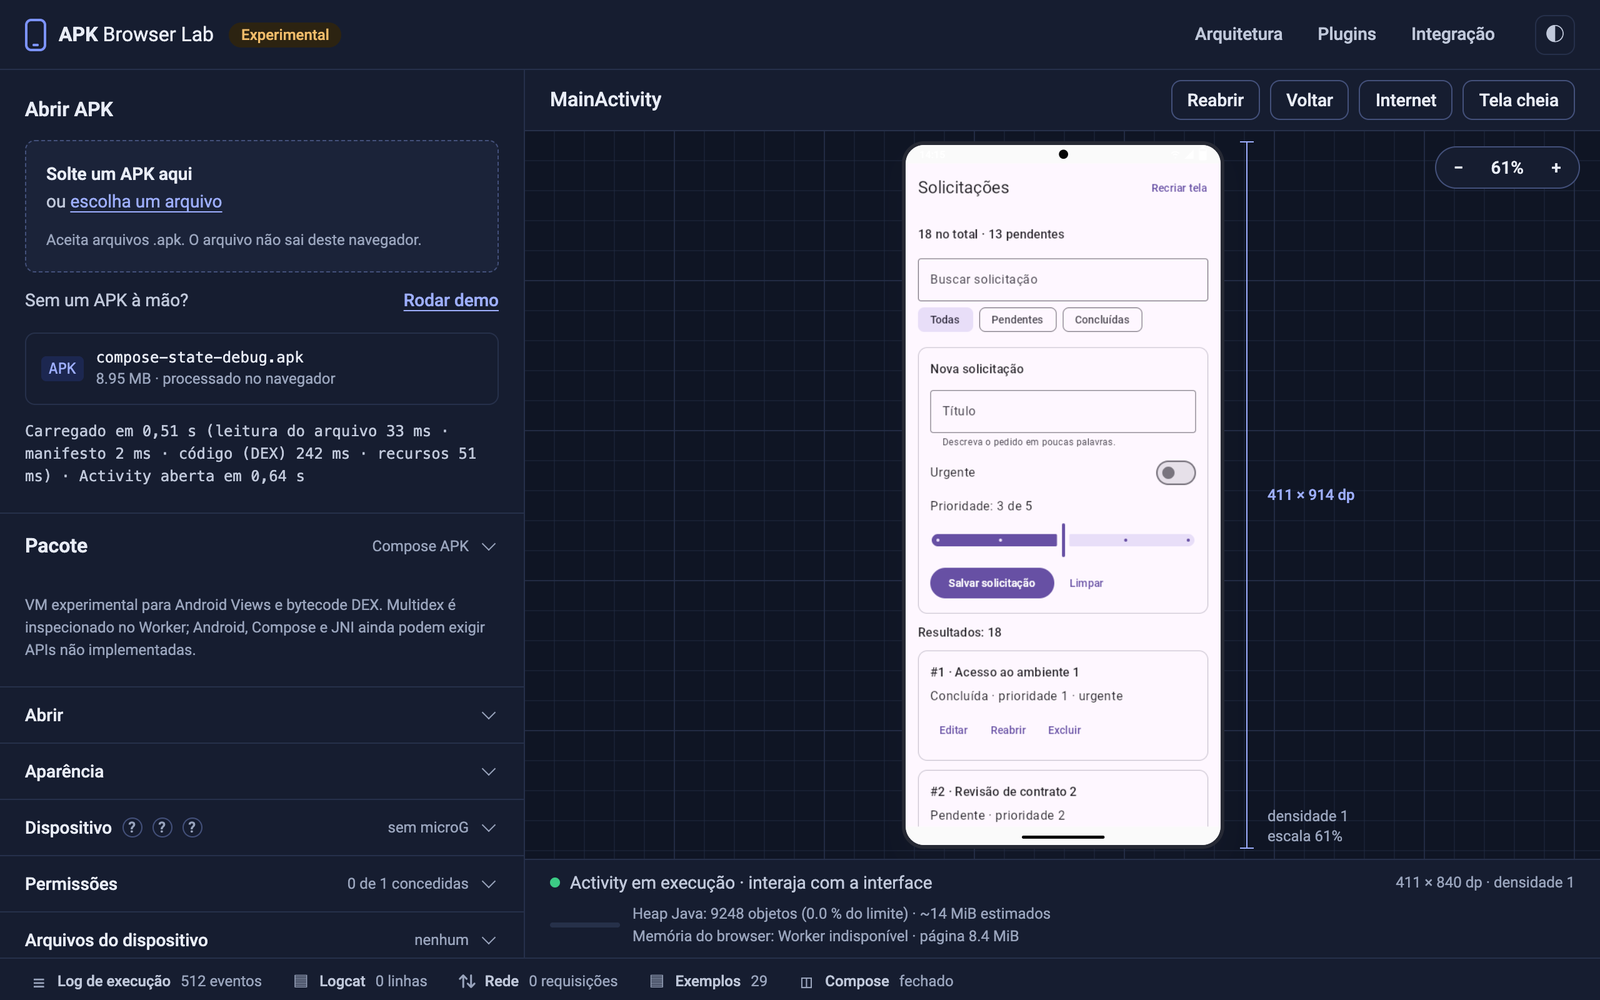 APK Browser Lab
Experimental
Arquitetura
Plugins
Integração
Abrir APK
Solte um APK aqui
ou escolha um arquivo
Aceita arquivos .apk. O arquivo não sai deste navegador.
Sem um APK à mão?
Rodar demo
APK
compose-state-debug.apk
8.95 MB · processado no navegador
Carregado em 0,51 s (leitura do arquivo 33 ms ·
manifesto 2 ms · código (DEX) 242 ms · recursos 51
ms) · Activity aberta em 0,64 s
Pacote
Compose APK
VM experimental para Android Views e bytecode DEX. Multidex é
inspecionado no Worker; Android, Compose e JNI ainda podem exigir
APIs não implementadas.
Abrir
Aparência
Dispositivo ? ? ?
sem microG
Permissões
0 de 1 concedidas
Arquivos do dispositivo
nenhum
MainActivity
Reabrir
Voltar
Internet
Tela cheia
− 61% +
Solicitações
Recriar tela
18 no total · 13 pendentes
Buscar solicitação
Todas
Pendentes
Concluídas
Nova solicitação
Título
Descreva o pedido em poucas palavras.
Urgente
Prioridade: 3 de 5
Salvar solicitação
Limpar
Resultados: 18
#1 · Acesso ao ambiente 1
Concluída · prioridade 1 · urgente
Editar
Reabrir
Excluir
#2 · Revisão de contrato 2
Pendente · prioridade 2
411 × 914 dp
densidade 1
escala 61%
Activity em execução · interaja com a interface
411 × 840 dp · densidade 1
Heap Java: 9248 objetos (0.0 % do limite) · ~14 MiB estimados
Memória do browser: Worker indisponível · página 8.4 MiB
Log de execução 512 eventos
Logcat 0 linhas
Rede 0 requisições
Exemplos 29
Compose fechado